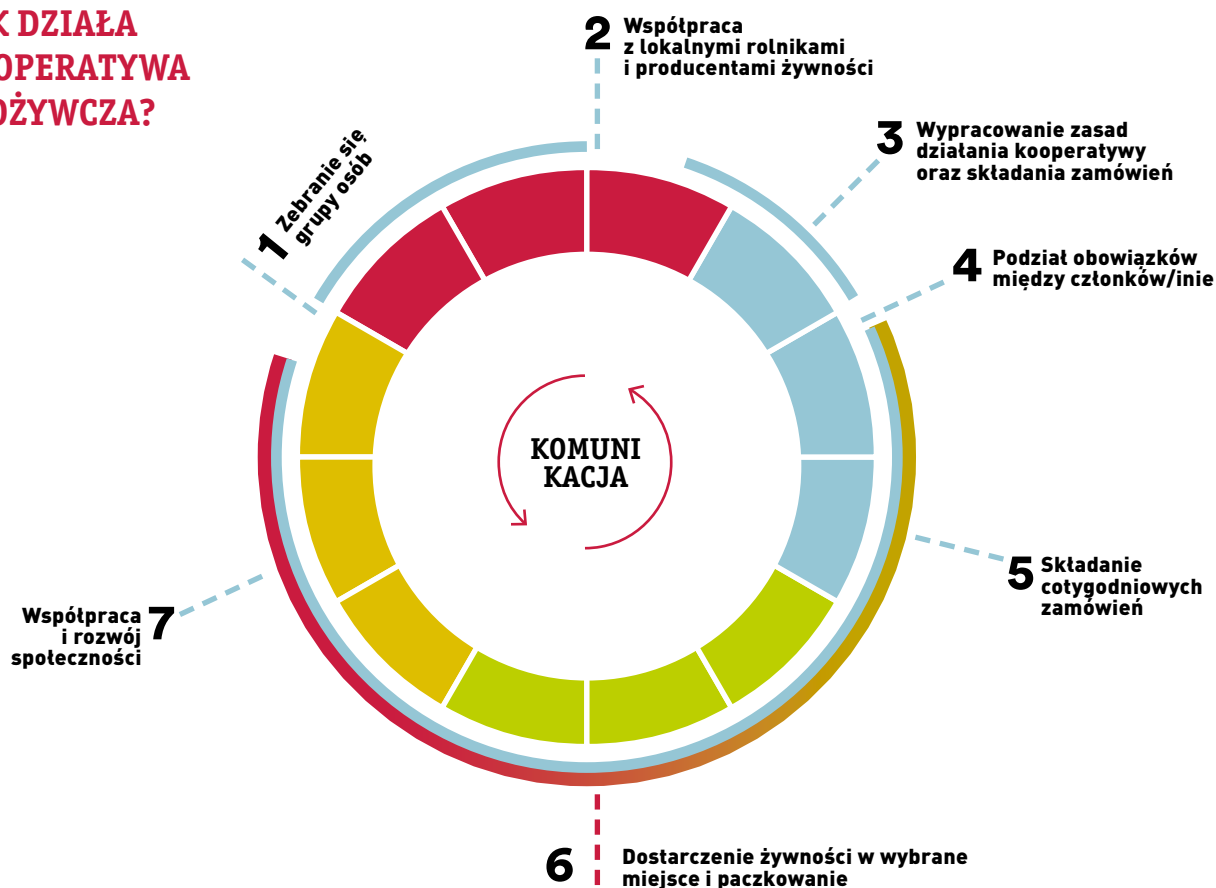 K DZIAŁA
OPERATYWA
OŻYWCZA?
1 Zebranie się
grupy osób
2 Współpraca
z lokalnymi rolnikami
i producentami żywności
3 Wypracowanie zasad
działania kooperatywy
oraz składania zamówień
4 Podział obowiązków
między członków/inie
5 Składanie
cotygodniowych
zamówień
6 Dostarczenie żywności w wybrane
miejsce i paczkowanie
7 Współpraca
i rozwój
społeczności
KOMUNI
KACJA